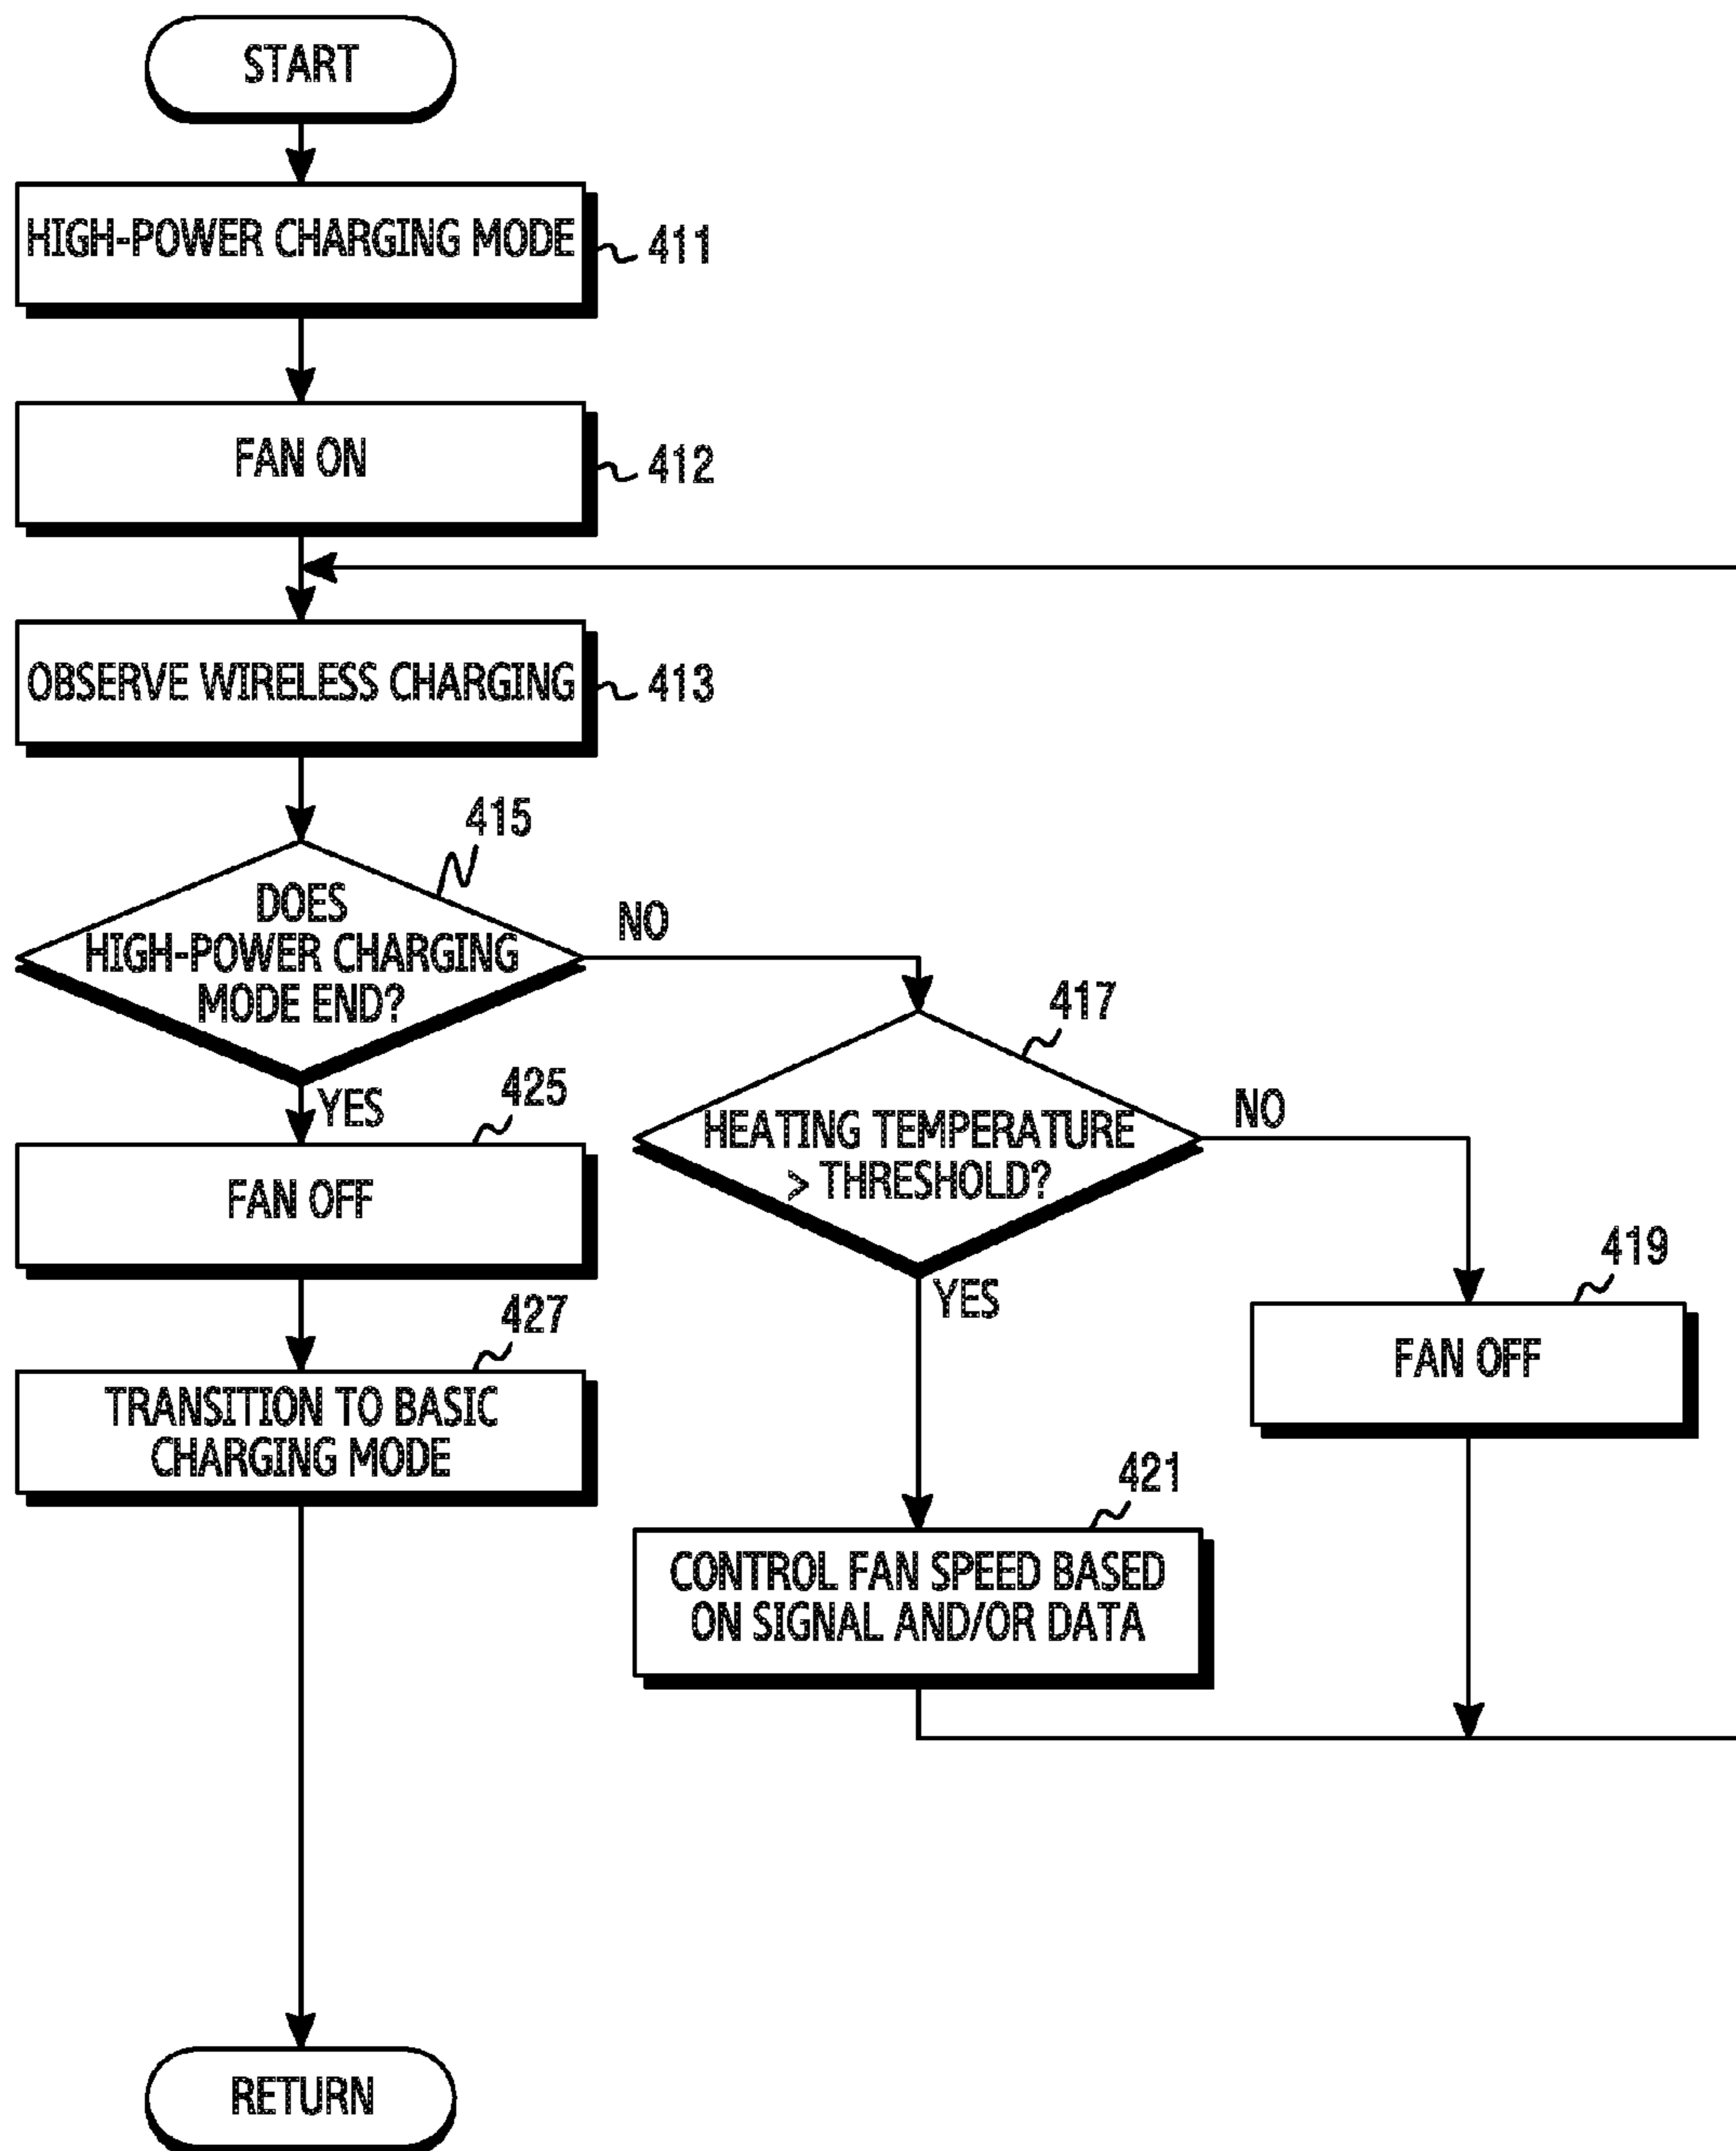 START
HIGH-POWER CHARGING MODE
411
FAN ON
412
OBSERVE WIRELESS CHARGING
413
415
DOES
HIGH-POWER CHARGING
MODE END?
NO
YES
417
HEATING TEMPERATURE
> THRESHOLD?
NO
YES
425
FAN OFF
427
TRANSITION TO BASIC
CHARGING MODE
419
FAN OFF
421
CONTROL FAN SPEED BASED
ON SIGNAL AND/OR DATA
RETURN